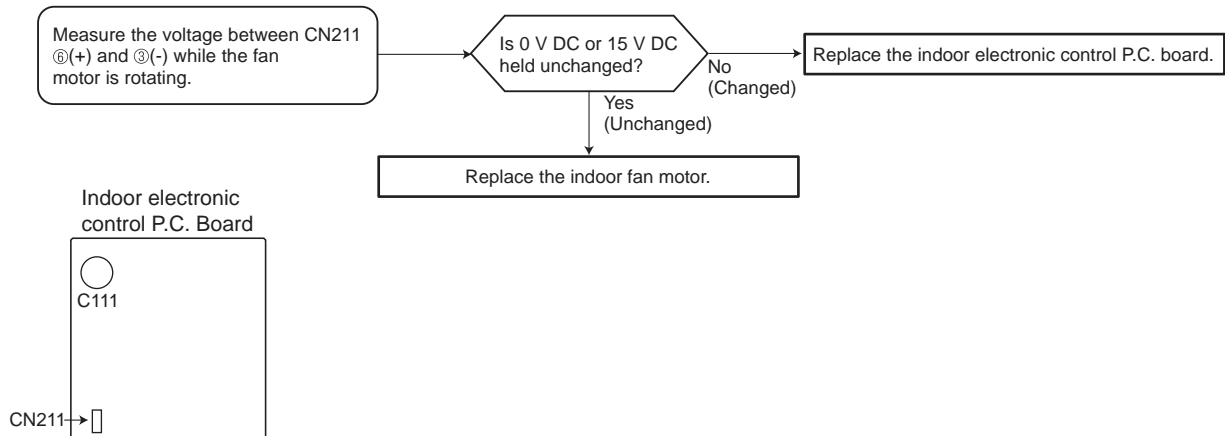 Measure the voltage between CN211
⑥(+) and ③(-) while the fan
motor is rotating.
Is 0 V DC or 15 V DC
held unchanged?
No
(Changed)
Replace the indoor electronic control P.C. board.
Yes
(Unchanged)
Replace the indoor fan motor.
Indoor electronic
control P.C. Board
C111
CN211